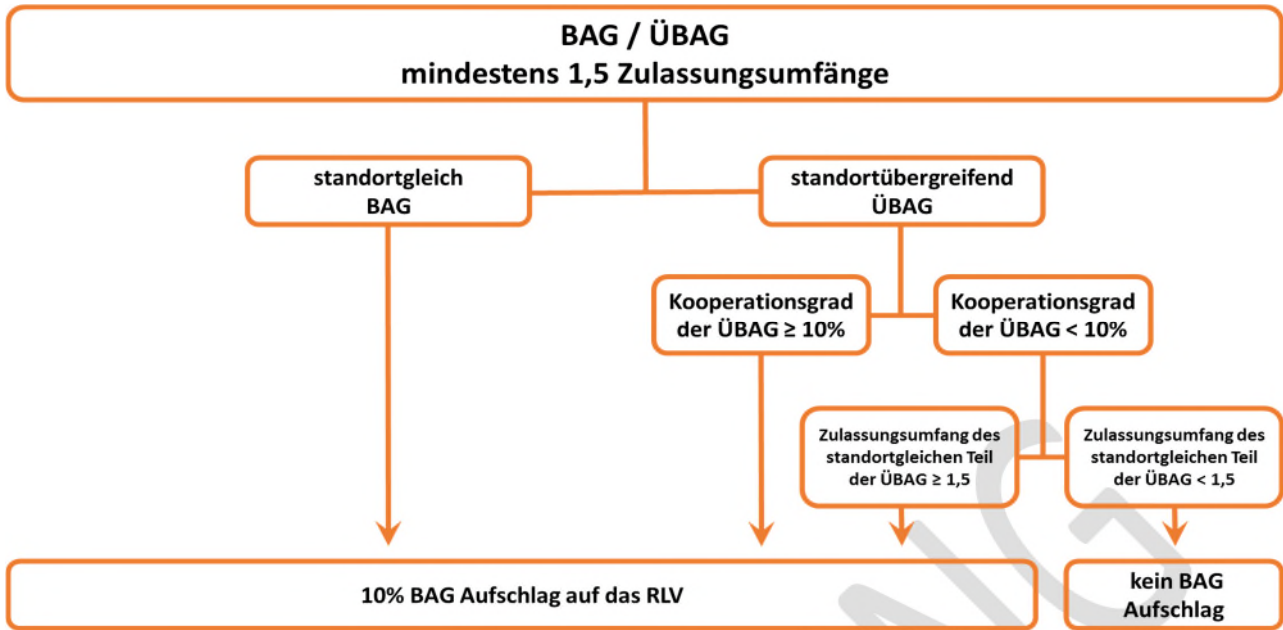 BAG / ÜBAG
mindestens 1,5 Zulassungsumfänge
standortgleich
BAG
standortübergreifend
ÜBAG
Kooperationsgrad
der ÜBAG ≥ 10%
Kooperationsgrad
der ÜBAG < 10%
Zulassungsumfang des
standortgleichen Teil
der ÜBAG ≥ 1,5
Zulassungsumfang des
standortgleichen Teil
der ÜBAG < 1,5
10% BAG Aufschlag auf das RLV
kein BAG
Aufschlag